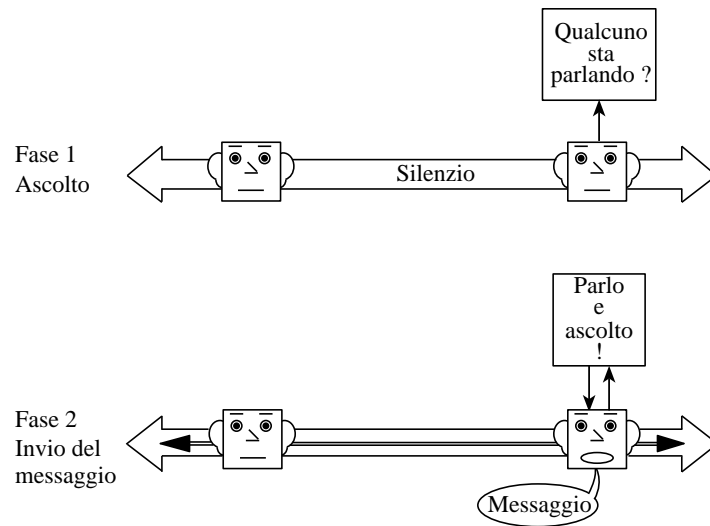 Qualcuno
sta
parlando ?
Fase 1
Ascolto
Silenzio
Parlo
e
ascolto
!
Fase 2
Invio del
messaggio
Messaggio